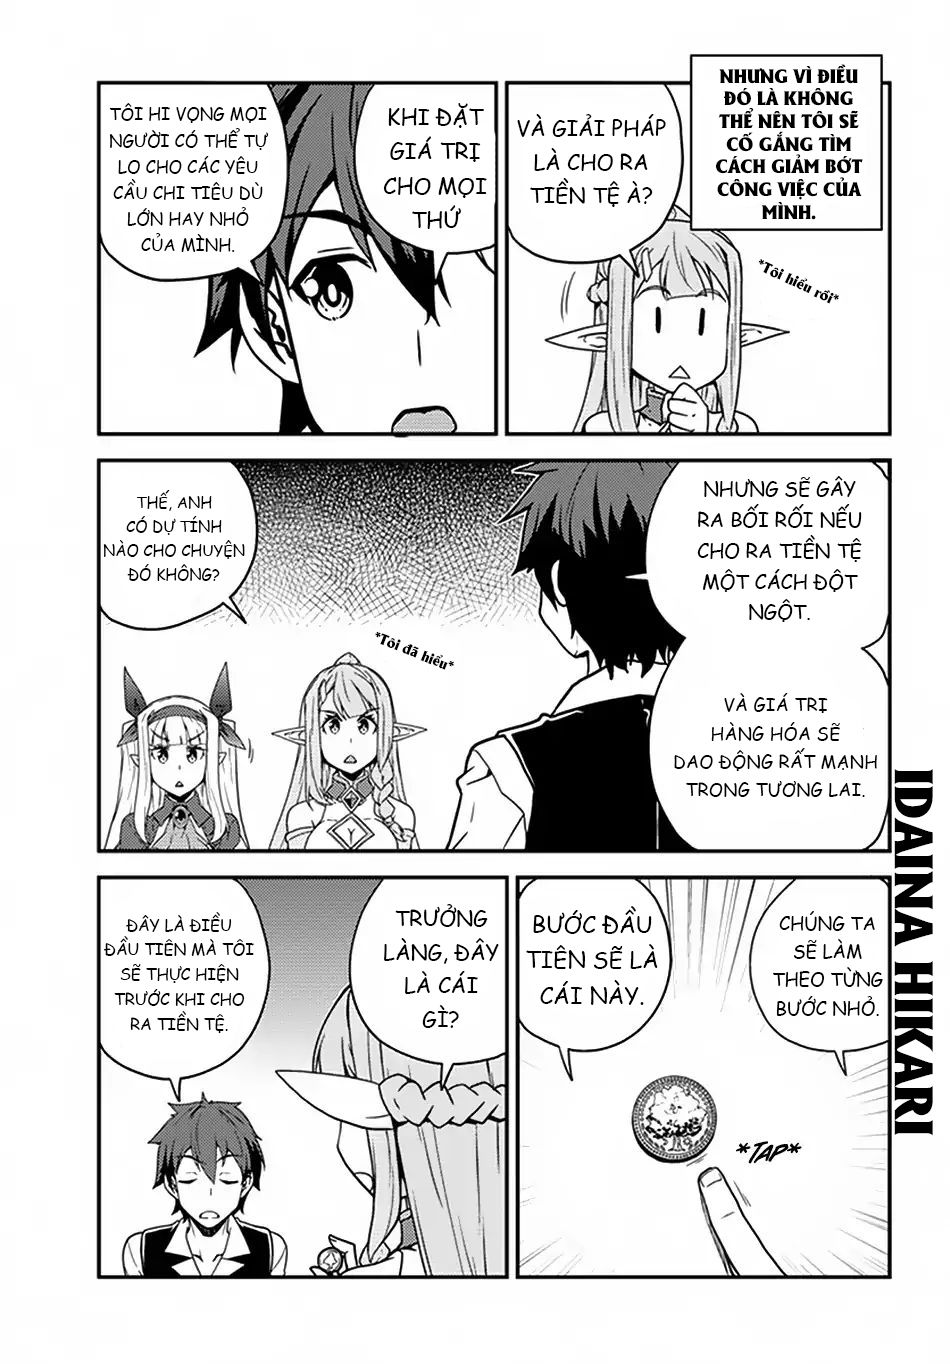 NHƯNG VÌ ĐIỀU
ĐÓ LÀ KHÔNG
THỂ NÊN TÔI SẼ
CỐ GẮNG TÌM
CÁCH GIẢM BỚT
CÔNG VIỆC CỦA
MÌNH.
VÀ GIẢI PHÁP
LÀ CHO RA
TIỀN TỆ À?
*Tôi hiểu rồi*
KHI ĐẶT
GIÁ TRỊ
CHO MỌI
THỨ
TÔI HI VỌNG MỌI
NGƯỜI CÓ THỂ TỰ
LO CHO CÁC YÊU
CẦU CHI TIÊU DÙ
LỚN HAY NHỎ
CỦA MÌNH.
NHƯNG SẼ GÂY
RA BỐI RỐI NẾU
CHO RA TIỀN TỆ
MỘT CÁCH ĐỘT
NGỘT.
VÀ GIÁ TRỊ
HÀNG HÓA SẼ
DAO ĐỘNG RẤT MẠNH
TRONG TƯƠNG LAI.
*Tôi đã hiểu*
THẾ, ANH
CÓ DỰ TÍNH
NÀO CHO CHUYỆN
ĐÓ KHÔNG?
CHÚNG TA
SẼ LÀM
THEO TỪNG
BƯỚC NHỎ.
BƯỚC ĐẦU
TIÊN SẼ LÀ
CÁI NÀY.
*TAP*
TRƯỞNG
LÀNG, ĐÂY
LÀ CÁI
GÌ?
ĐÂY LÀ ĐIỀU
ĐẦU TIÊN MÀ TÔI
SẼ THỰC HIỆN
TRƯỚC KHI CHO
RA TIỀN TỆ.
IDAINA HIKARI